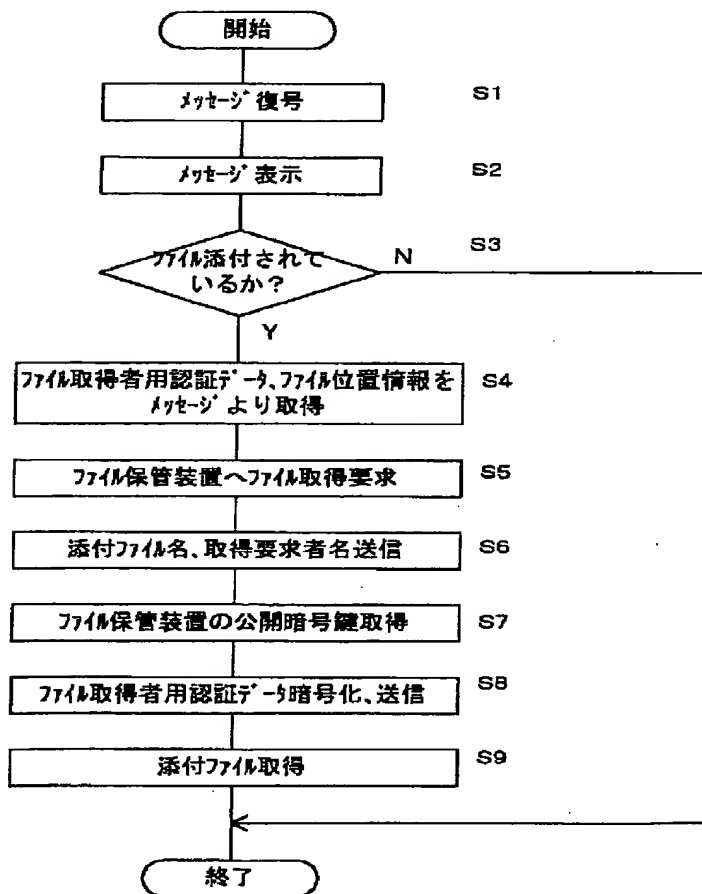 開始
ﾒｯｾｰｼﾞ復号 S1
ﾒｯｾｰｼﾞ表示 S2
ﾌｧｲﾙ添付されて N S3
いるか？
Y
ﾌｧｲﾙ取得者用認証ﾃﾞｰﾀ、ﾌｧｲﾙ位置情報を S4
ﾒｯｾｰｼﾞより取得
ﾌｧｲﾙ保管装置へﾌｧｲﾙ取得要求 S5
添付ﾌｧｲﾙ名、取得要求者名送信 S6
ﾌｧｲﾙ保管装置の公開暗号鍵取得 S7
ﾌｧｲﾙ取得者用認証ﾃﾞｰﾀ暗号化、送信 S8
添付ﾌｧｲﾙ取得 S9
終了